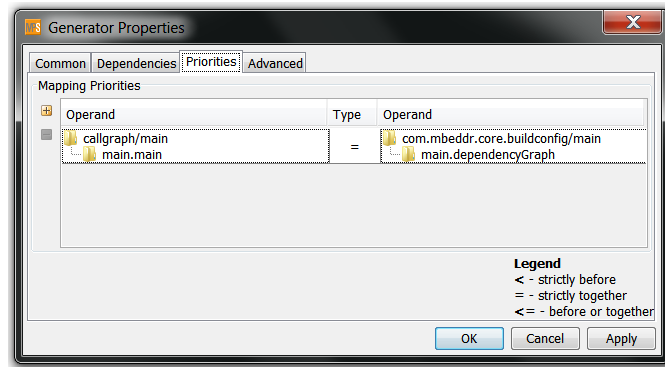 MPS Generator Properties
Common Dependencies Priorities Advanced
Mapping Priorities
Operand Type Operand
callgraph/main = com.mbeddr.core.buildconfig/main
main.main main.dependencyGraph
Legend
< - strictly before
= - strictly together
<= - before or together
OK Cancel Apply